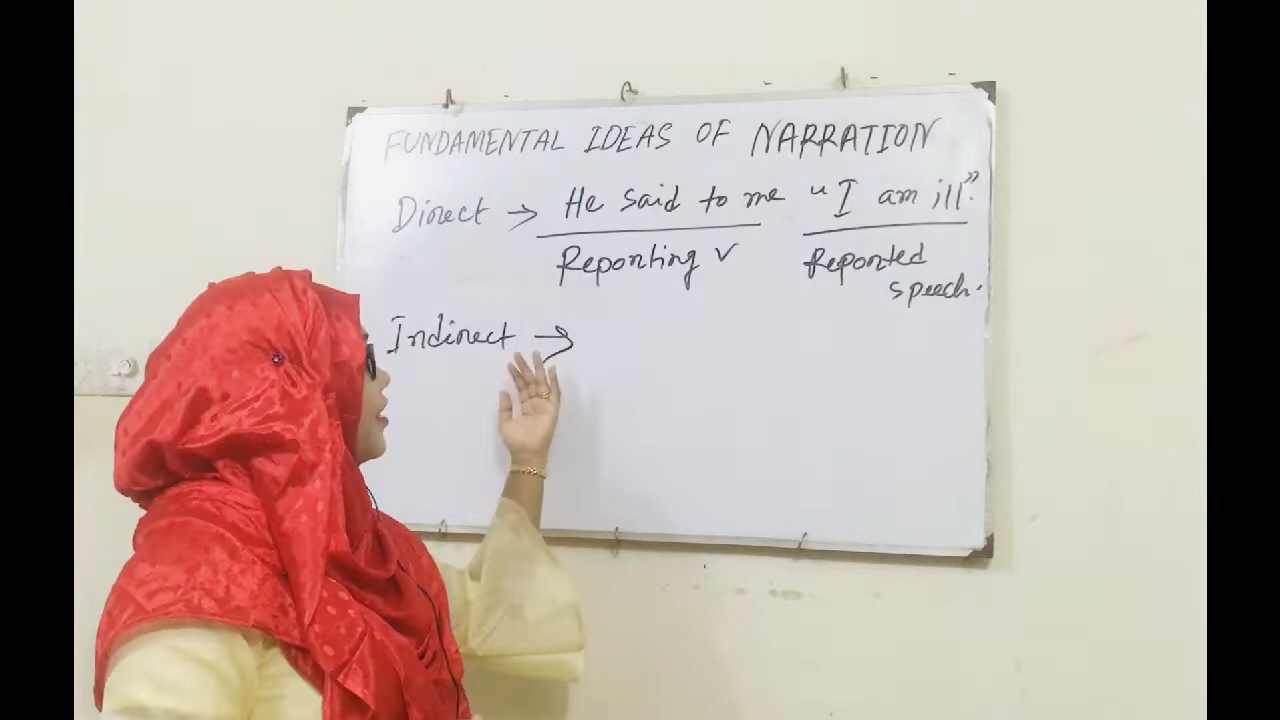 FUNDAMENTAL IDEAS OF NARRATION
Direct → He said to me “I am ill”.
Reporting V Reported
speech.
Indirect →